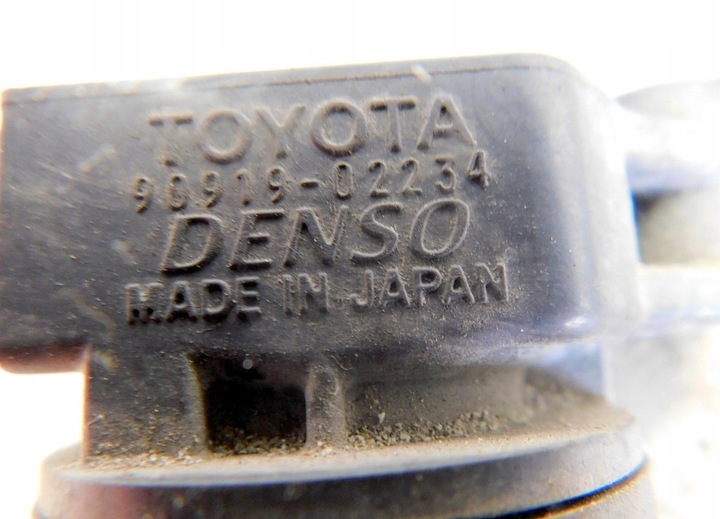 TOYOTA
90919-02234
DENSO
MADE IN JAPAN